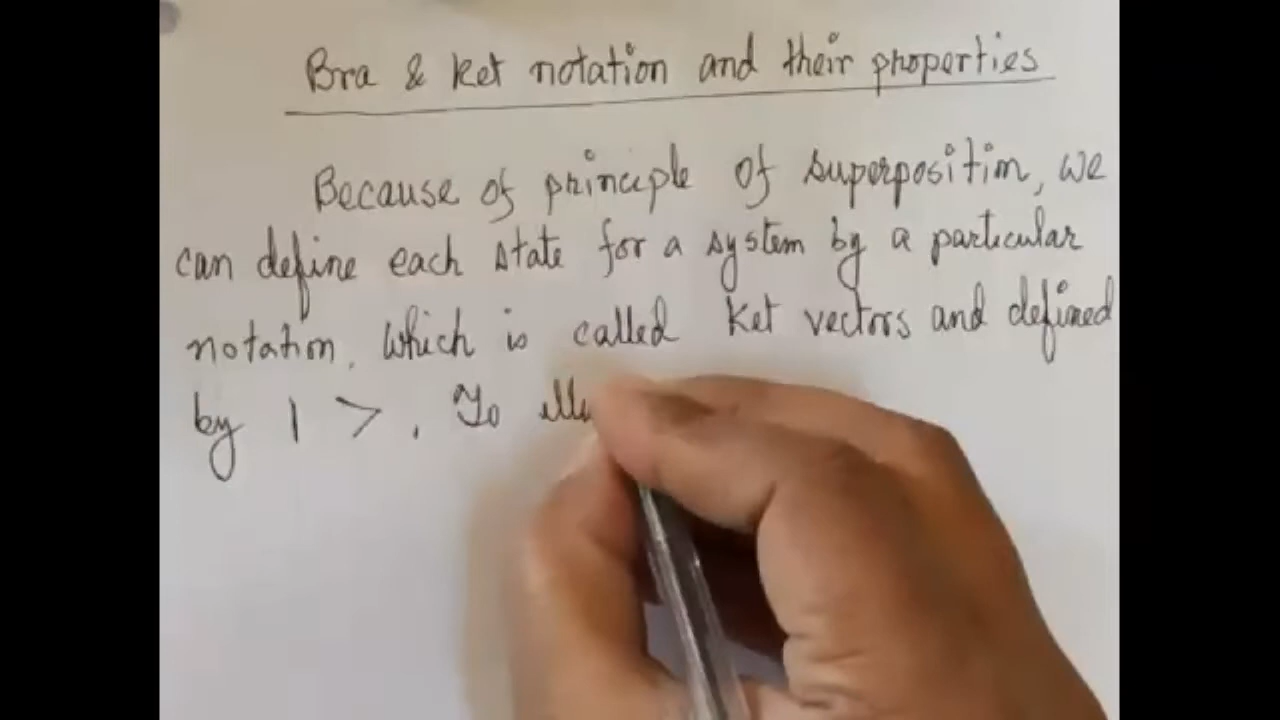 Bra & Ket notation and their properties
Because of principle of superposition, we
can define each state for a system by a particular
notation, which is called Ket vectors and defined
by | >. To